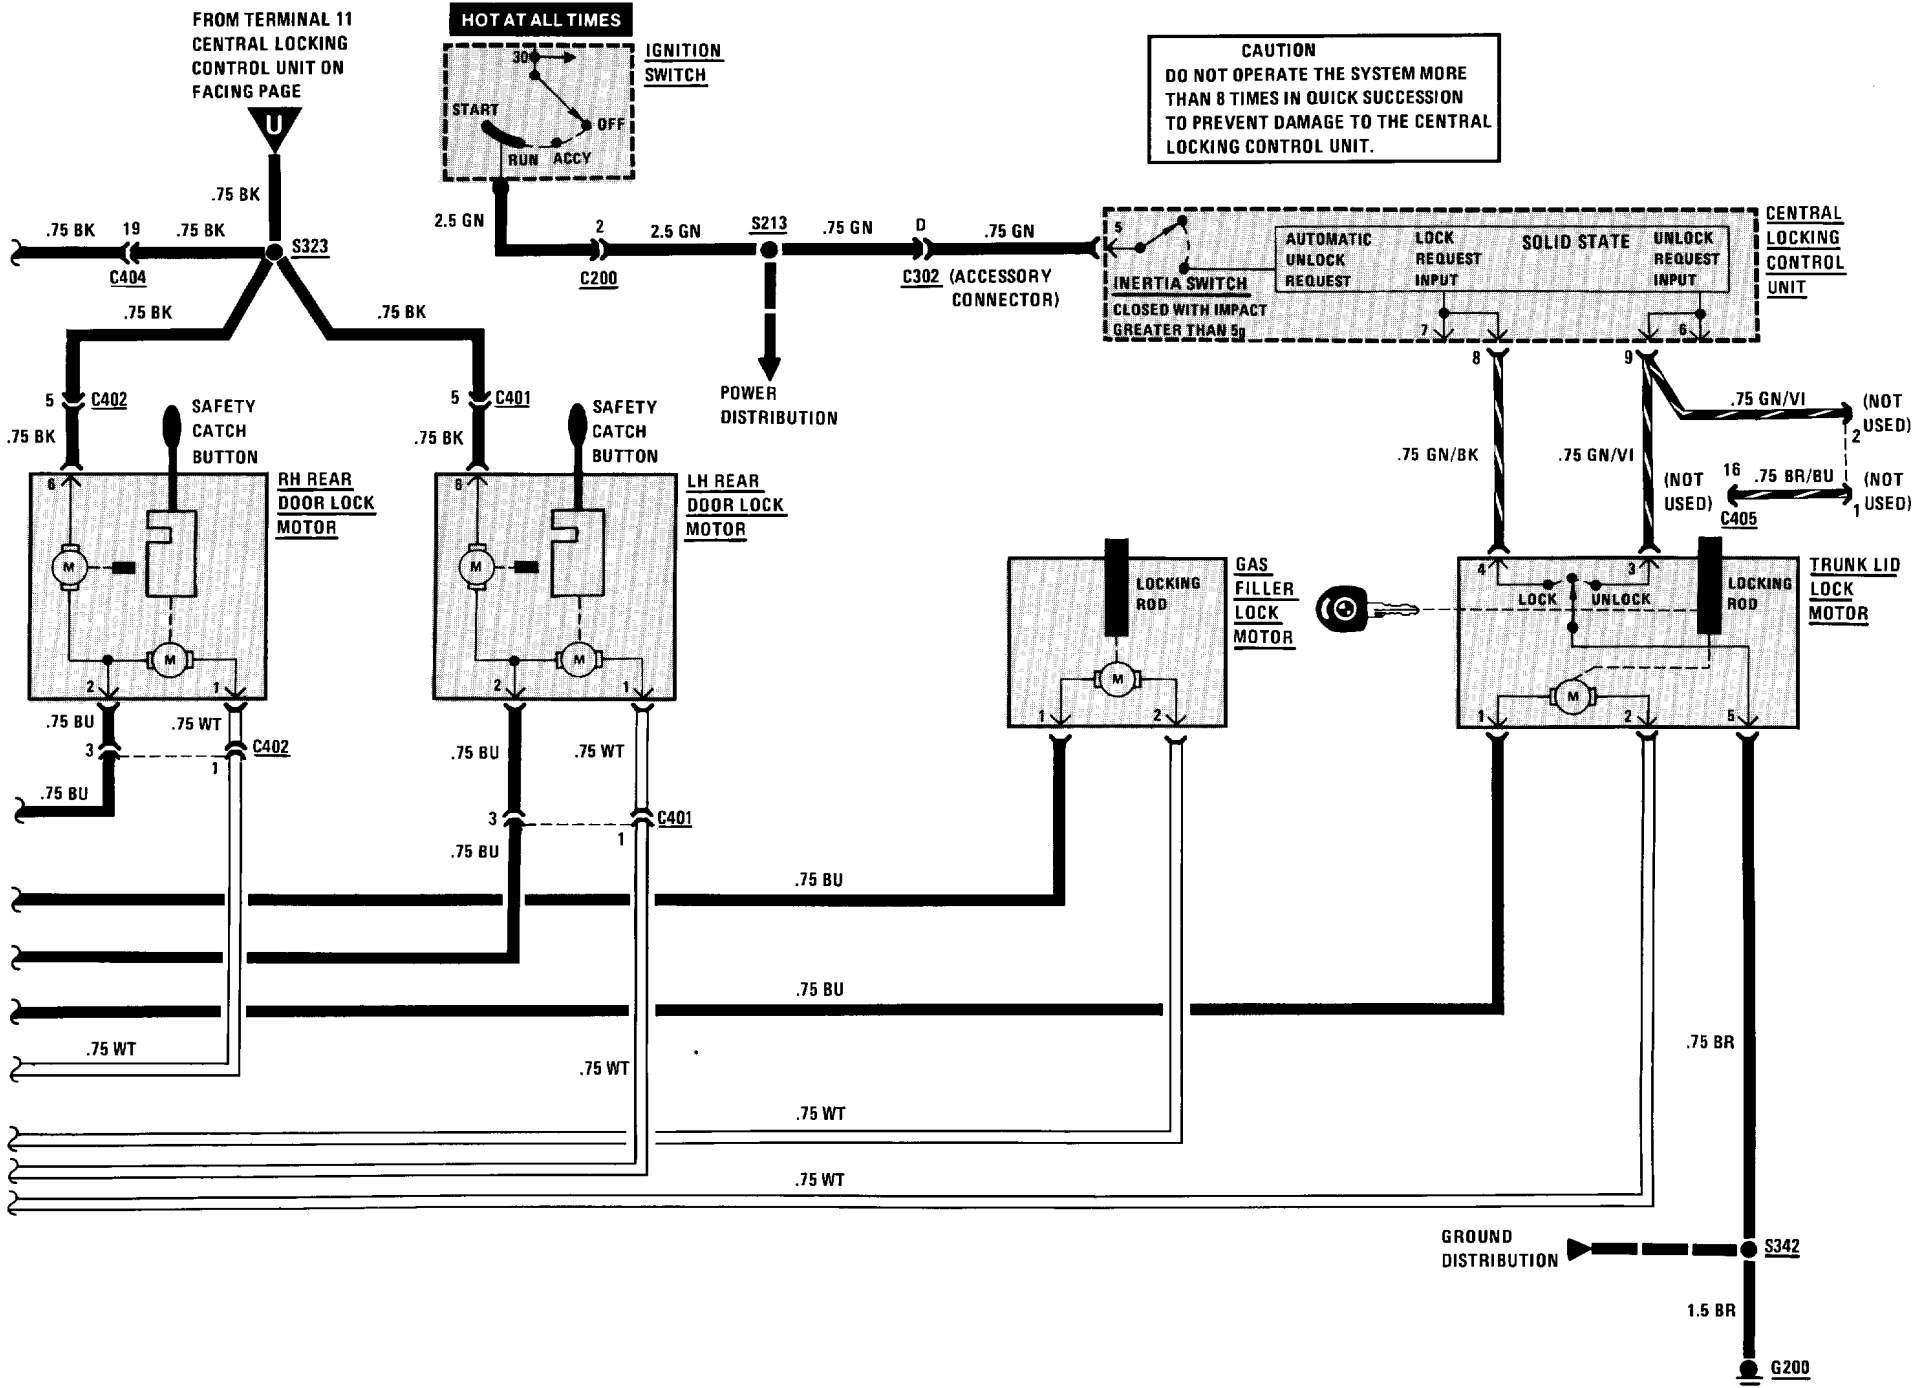 FROM TERMINAL 11
CENTRAL LOCKING
CONTROL UNIT ON
FACING PAGE
U
.75 BK
.75 BK
19
.75 BK
S323
C404
.75 BK
.75 BK
HOT AT ALL TIMES
IGNITION
SWITCH
30
START
OFF
RUN
ACCY
2.5 GN
2
C200
2.5 GN
S213
POWER
DISTRIBUTION
.75 GN
D
C302 (ACCESSORY
CONNECTOR)
.75 GN
CAUTION
DO NOT OPERATE THE SYSTEM MORE
THAN 8 TIMES IN QUICK SUCCESSION
TO PREVENT DAMAGE TO THE CENTRAL
LOCKING CONTROL UNIT.
CENTRAL
LOCKING
CONTROL
UNIT
5
INERTIA SWITCH
CLOSED WITH IMPACT
GREATER THAN 5g
AUTOMATIC
UNLOCK
REQUEST
LOCK
REQUEST
INPUT
SOLID STATE
UNLOCK
REQUEST
INPUT
7
6
8
9
.75 GN/VI
(NOT
USED)
2
.75 GN/BK
.75 GN/VI
(NOT
USED)
16
.75 BR/BU
C405
(NOT
USED)
1
5
C402
.75 BK
SAFETY
CATCH
BUTTON
RH REAR
DOOR LOCK
MOTOR
6
M
M
2
1
.75 BU
.75 WT
3
1
C402
.75 BU
5
C401
.75 BK
SAFETY
CATCH
BUTTON
LH REAR
DOOR LOCK
MOTOR
6
M
M
2
1
.75 BU
.75 WT
3
1
C401
.75 BU
GAS
FILLER
LOCK
MOTOR
LOCKING
ROD
M
1
2
TRUNK LID
LOCK
MOTOR
4
3
LOCK
UNLOCK
LOCKING
ROD
M
1
2
5
.75 BU
.75 BU
.75 WT
.75 WT
.75 WT
.75 WT
.75 BR
GROUND
DISTRIBUTION
S342
1.5 BR
G200